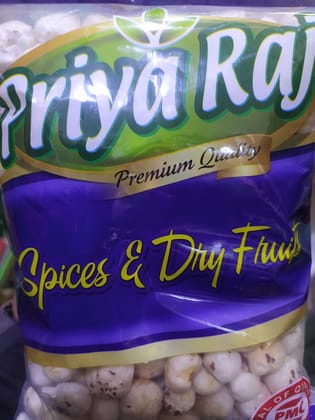 Priya Raj
Premium Quality
Spices & Dry Fruits
PML